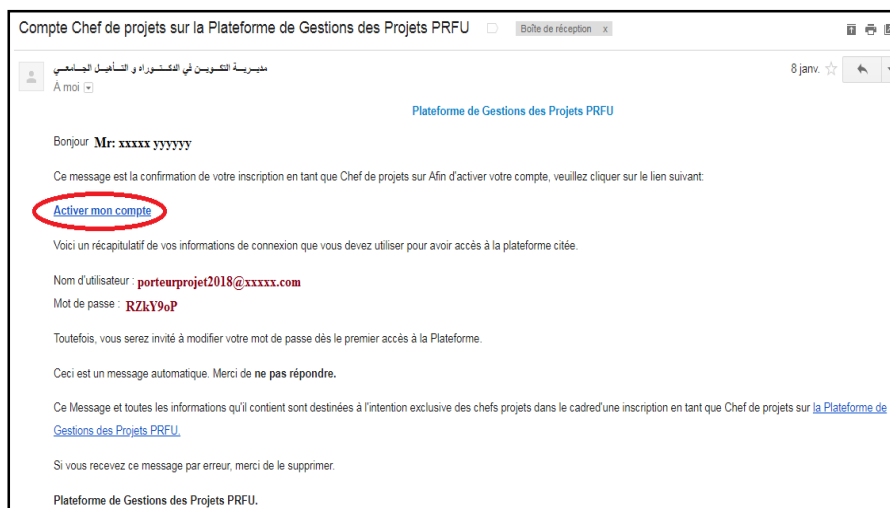 Compte Chef de projets sur la Plateforme de Gestions des Projets PRFU Boîte de réception x
مديـريـة التكـويـن في الدكـتـوراه و التـأهيـل الجـامعـي 8 janv.
À moi
Plateforme de Gestions des Projets PRFU
Bonjour Mr: xxxxx yyyyyy
Ce message est la confirmation de votre inscription en tant que Chef de projets sur Afin d'activer votre compte, veuillez cliquer sur le lien suivant:
Activer mon compte
Voici un récapitulatif de vos informations de connexion que vous devez utiliser pour avoir accès à la plateforme citée.
Nom d'utilisateur : porteurprojet2018@xxxxx.com
Mot de passe : RZkY9oP
Toutefois, vous serez invité à modifier votre mot de passe dès le premier accès à la Plateforme.
Ceci est un message automatique. Merci de ne pas répondre.
Ce Message et toutes les informations qu'il contient sont destinées à l'intention exclusive des chefs projets dans le cadred'une inscription en tant que Chef de projets sur la Plateforme de
Gestions des Projets PRFU.
Si vous recevez ce message par erreur, merci de le supprimer.
Plateforme de Gestions des Projets PRFU.